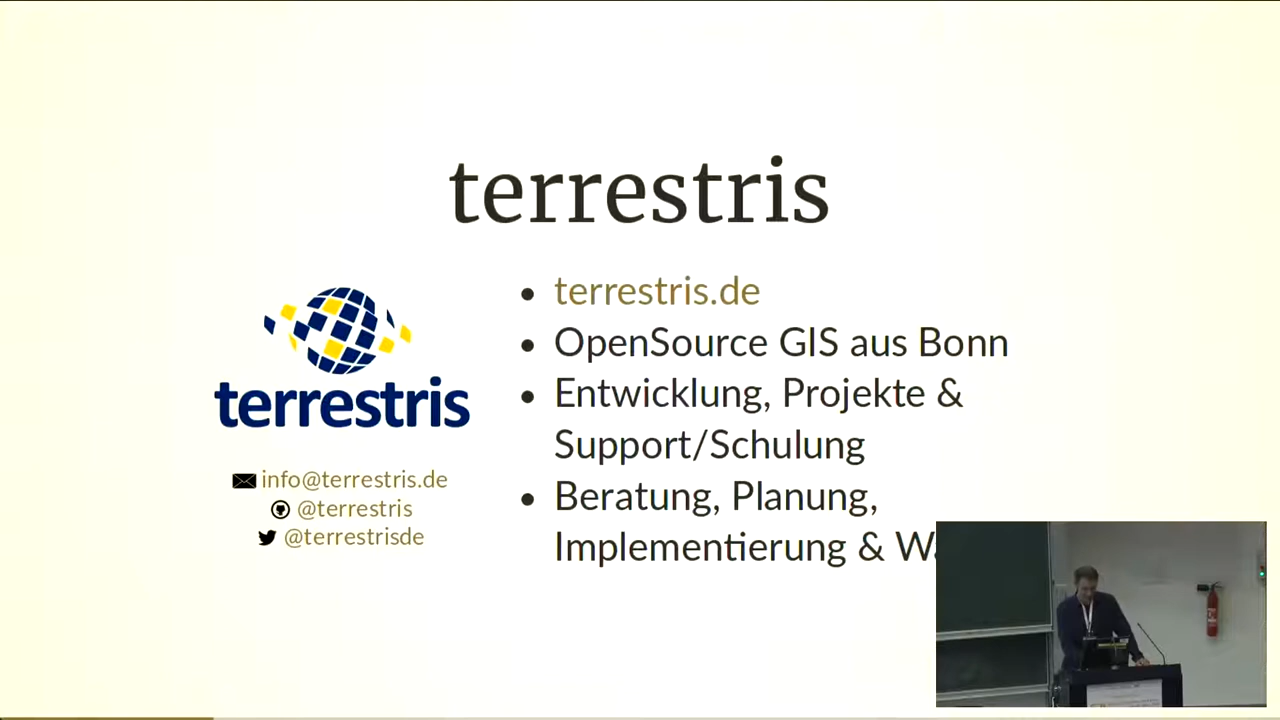 terrestris
terrestris
info@terrestris.de
@terrestris
@terrestrisde
terrestris.de
OpenSource GIS aus Bonn
Entwicklung, Projekte &
Support/Schulung
Beratung, Planung,
Implementierung &